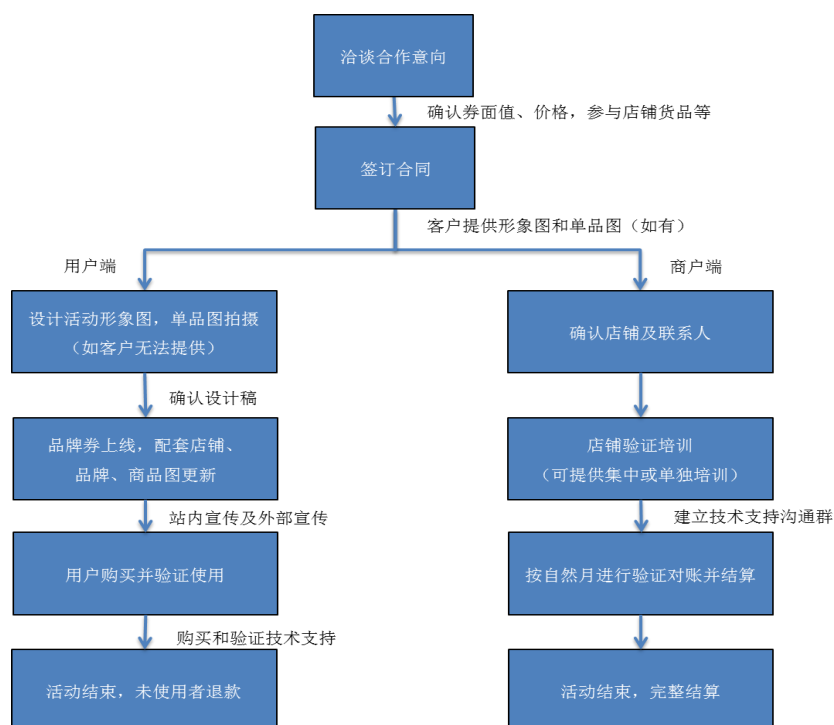 洽谈合作意向
确认券面值、价格，参与店铺货品等
签订合同
客户提供形象图和单品图（如有）
用户端
商户端
设计活动形象图，单品图拍摄
（如客户无法提供）
确认店铺及联系人
确认设计稿
品牌券上线，配套店铺、
品牌、商品图更新
店铺验证培训
（可提供集中或单独培训）
站内宣传及外部宣传
建立技术支持沟通群
用户购买并验证使用
按自然月进行验证对账并结算
购买和验证技术支持
活动结束，未使用者退款
活动结束，完整结算